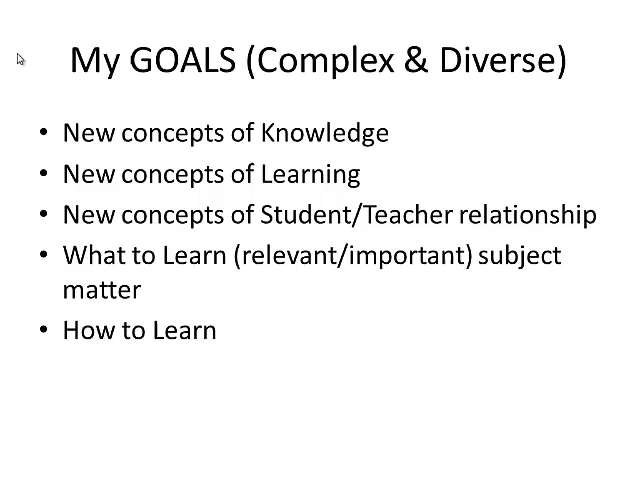 My GOALS (Complex & Diverse)
• New concepts of Knowledge
• New concepts of Learning
• New concepts of Student/Teacher relationship
• What to Learn (relevant/important) subject
matter
• How to Learn